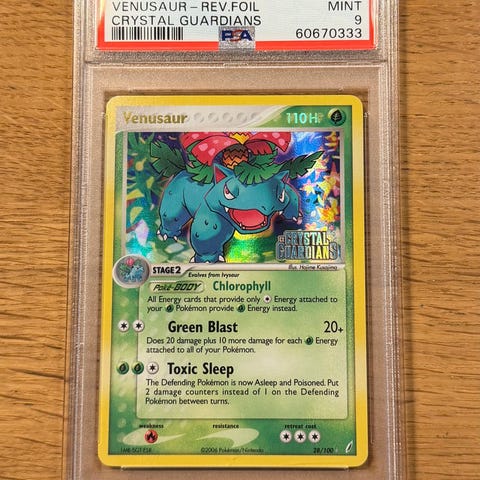 VENUSAUR - REV.FOIL MINT
CRYSTAL GUARDIANS 9
PSA 60670333
Venusaur 110 HP
EX CRYSTAL
GUARDIANS
Illus. Hajime Kusajima
STAGE 2 Evolves from Ivysaur
Poké-BODY Chlorophyll
All Energy cards that provide only Energy attached to
your Pokémon provide Energy instead.
Green Blast 20+
Does 20 damage plus 10 more damage for each Energy
attached to all of your Pokémon.
Toxic Sleep
The Defending Pokémon is now Asleep and Poisoned. Put
2 damage counters instead of 1 on the Defending
Pokémon between turns.
weakness resistance retreat cost
©2006 Pokémon/Nintendo 28/100